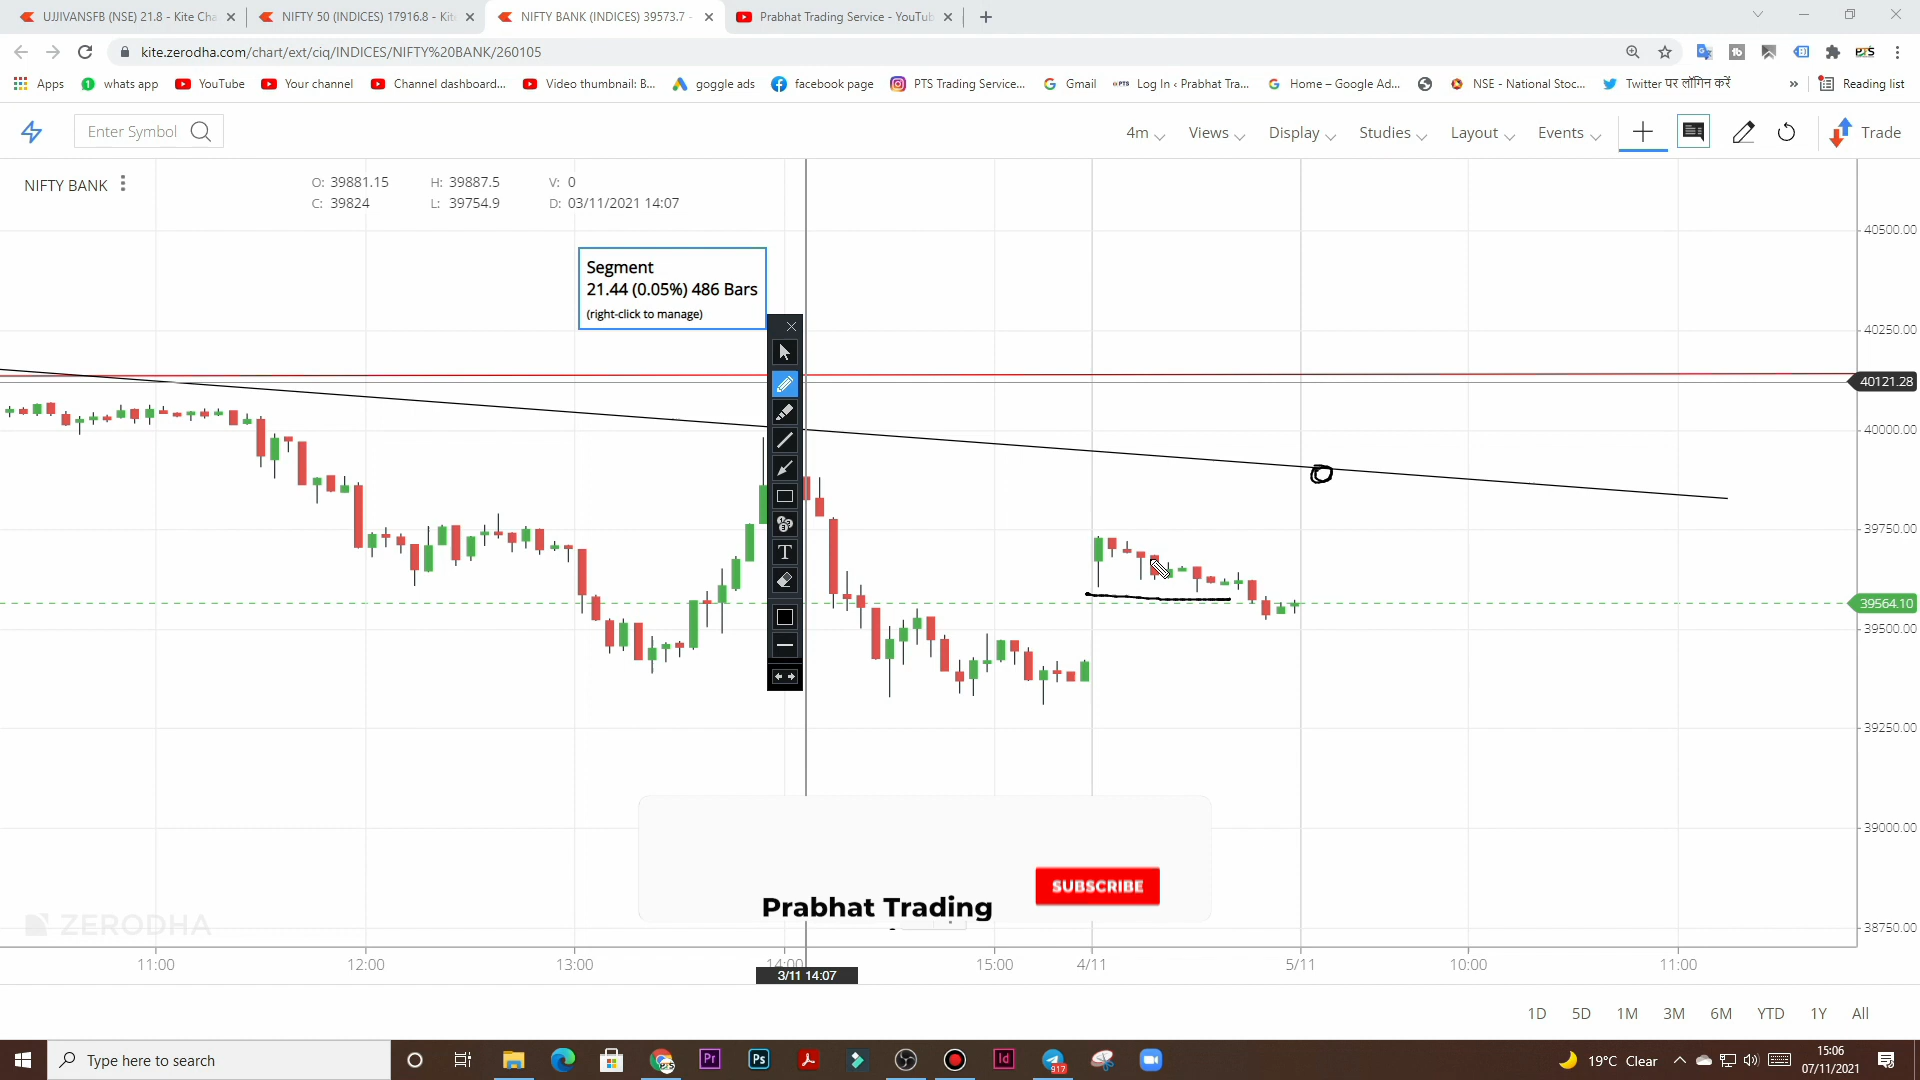 UJJIVANSFB (NSE) 21.8 - Kite Cha
NIFTY 50 (INDICES) 17916.8 - Kite
NIFTY BANK (INDICES) 39573.7 -
Prabhat Trading Service - YouTub
kite.zerodha.com/chart/ext/ciq/INDICES/NIFTY%20BANK/260105
Apps
whats app
YouTube
Your channel
Channel dashboard...
Video thumbnail: B...
goggle ads
facebook page
PTS Trading Service...
Gmail
Log In ‹ Prabhat Tra...
Home – Google Ad...
NSE - National Stoc...
Twitter पर लॉगिन करें
»
Reading list
Enter Symbol
4m
Views
Display
Studies
Layout
Events
Trade
NIFTY BANK
O: 39881.15 H: 39887.5 V: 0
C: 39824 L: 39754.9 D: 03/11/2021 14:07
Segment
21.44 (0.05%) 486 Bars
(right-click to manage)
T
40500.00
40250.00
40121.28
40000.00
39750.00
39564.10
39500.00
39250.00
39000.00
38750.00
SUBSCRIBE
Prabhat Trading
ZERODHA
11:00 12:00 13:00 14:00 15:00 4/11 5/11 10:00 11:00
3/11 14:07
1D 5D 1M 3M 6M YTD 1Y All
Type here to search
Pr
Ps
Id
917
19°C Clear
15:06
07/11/2021